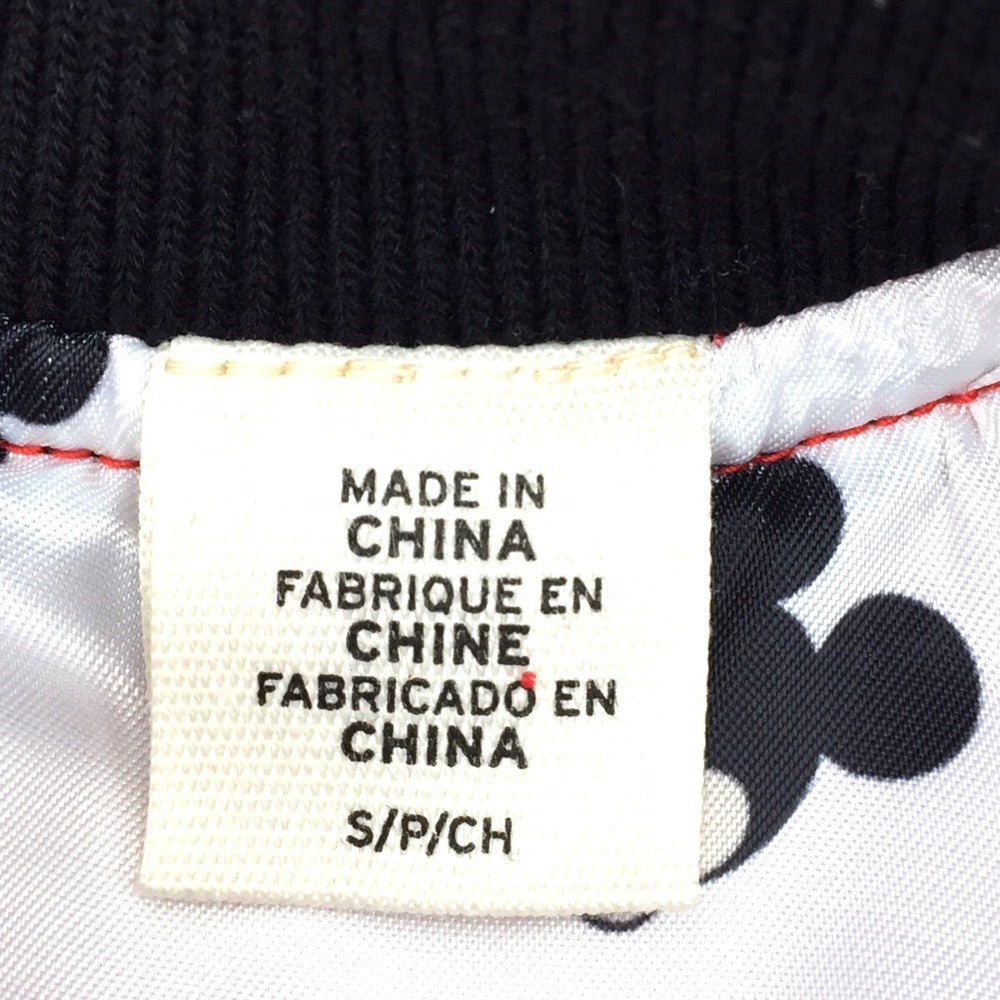 MADE IN
CHINA
FABRIQUE EN
CHINE
FABRICADO EN
CHINA
S/P/CH